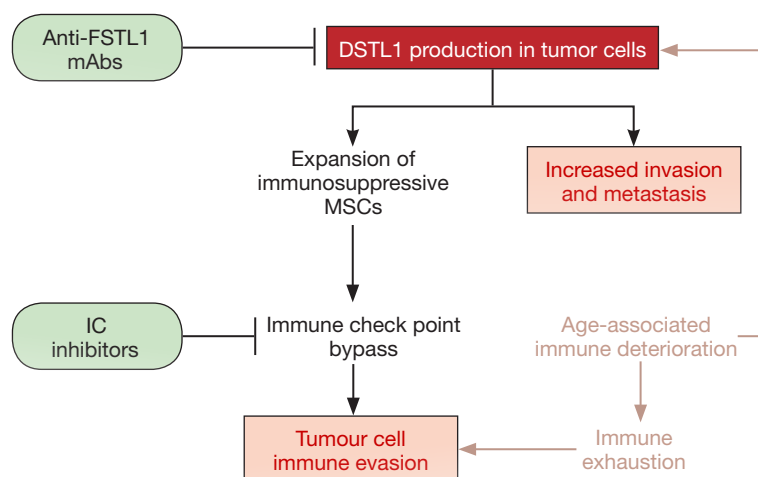 Anti-FSTL1
mAbs
DSTL1 production in tumor cells
Expansion of
immunosuppressive
MSCs
Increased invasion
and metastasis
IC
inhibitors
Immune check point
bypass
Age-associated
immune deterioration
Tumour cell
immune evasion
Immune
exhaustion